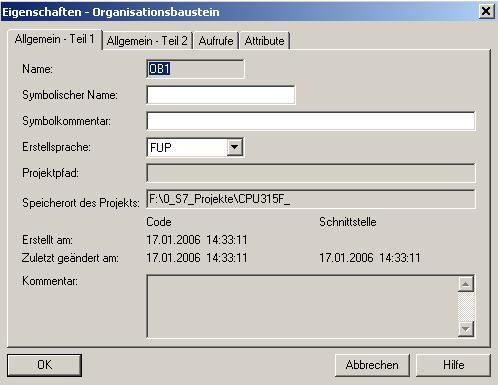 Eigenschaften - Organisationsbaustein
Allgemein - Teil 1 Allgemein - Teil 2 Aufrufe Attribute
Name: OB1
Symbolischer Name:
Symbolkommentar:
Erstellsprache: FUP
Projektpfad:
Speicherort des Projekts: F:\0_S7_Projekte\CPU315F_
Code Schnittstelle
Erstellt am: 17.01.2006 14:33:11
Zuletzt geändert am: 17.01.2006 14:33:11 17.01.2006 14:33:11
Kommentar:
OK Abbrechen Hilfe